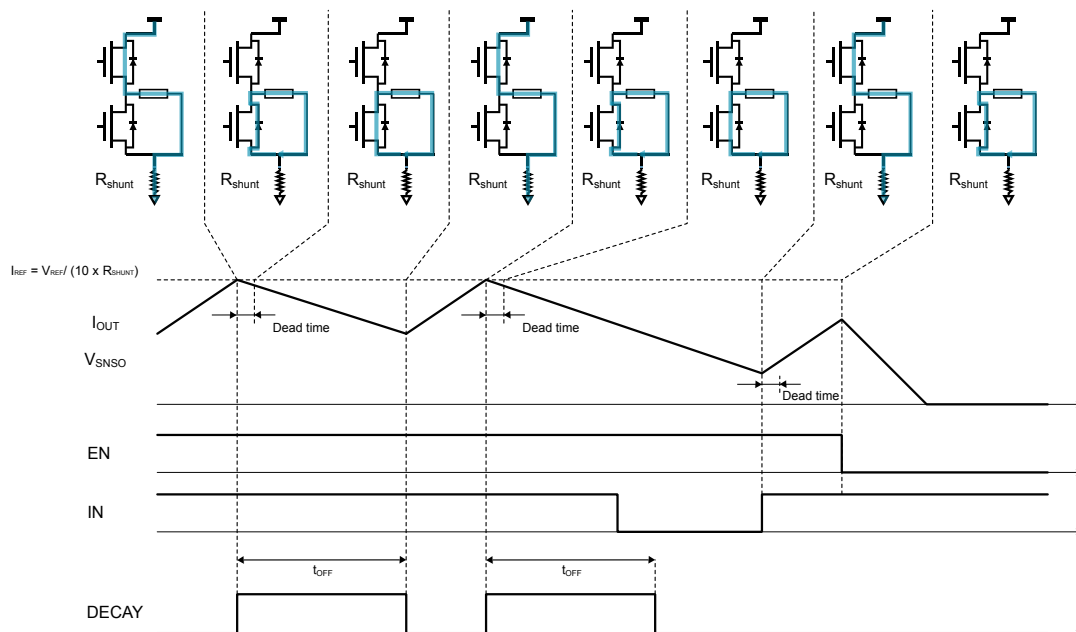 Rshunt Rshunt Rshunt Rshunt Rshunt Rshunt Rshunt Rshunt
IREF = VREF/ (10 x RSHUNT)
IOUT
Dead time Dead time
VSNSO
Dead time
EN
IN
tOFF tOFF
DECAY